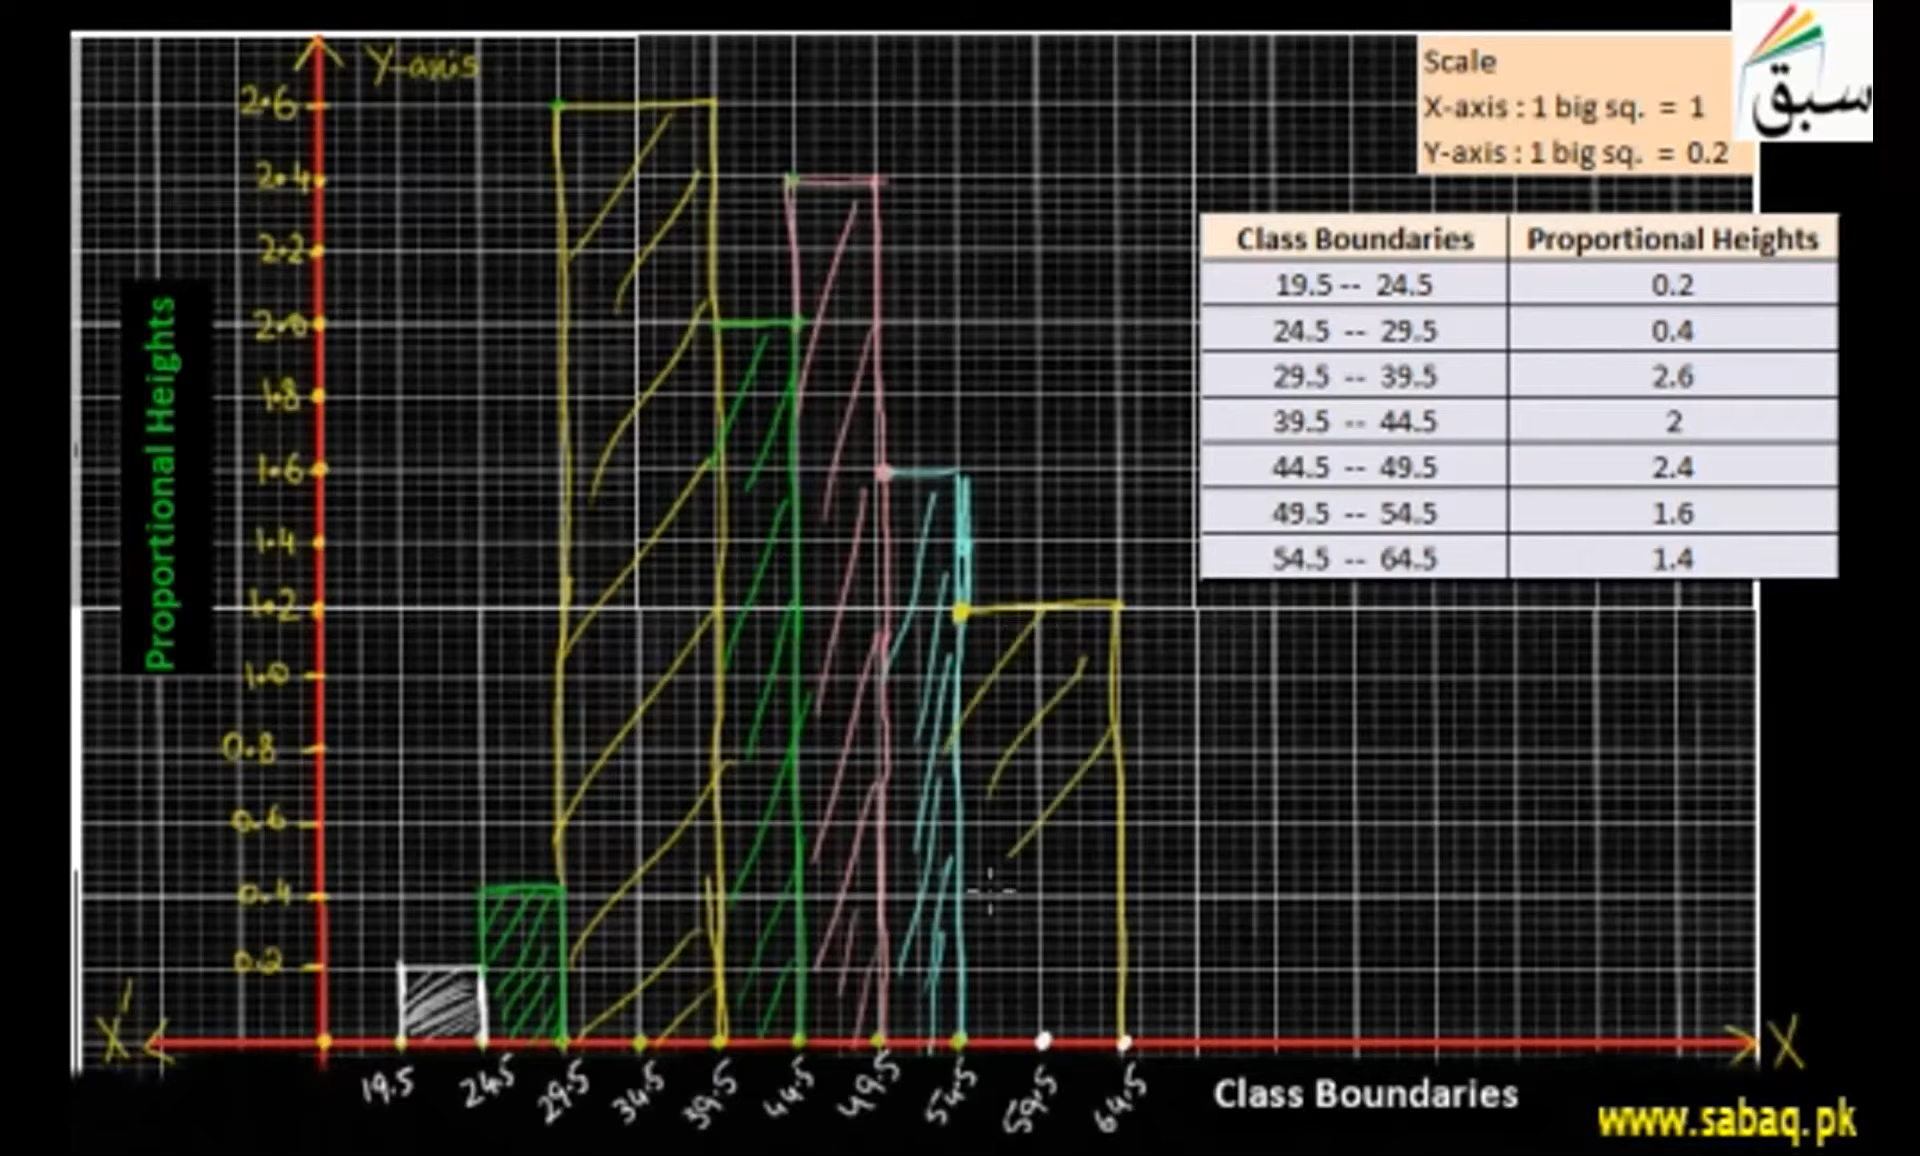 Y-axis
2.6
2.4
2.2
2.0
1.8
1.6
1.4
1.2
1.0
0.8
0.6
0.4
0.2
Proportional Heights
Scale
X-axis : 1 big sq. = 1
Y-axis : 1 big sq. = 0.2
سبق
Class Boundaries Proportional Heights
19.5 -- 24.5 0.2
24.5 -- 29.5 0.4
29.5 -- 39.5 2.6
39.5 -- 44.5 2
44.5 -- 49.5 2.4
49.5 -- 54.5 1.6
54.5 -- 64.5 1.4
X' X
19.5 24.5 29.5 34.5 39.5 44.5 49.5 54.5 59.5 64.5
Class Boundaries
www.sabaq.pk